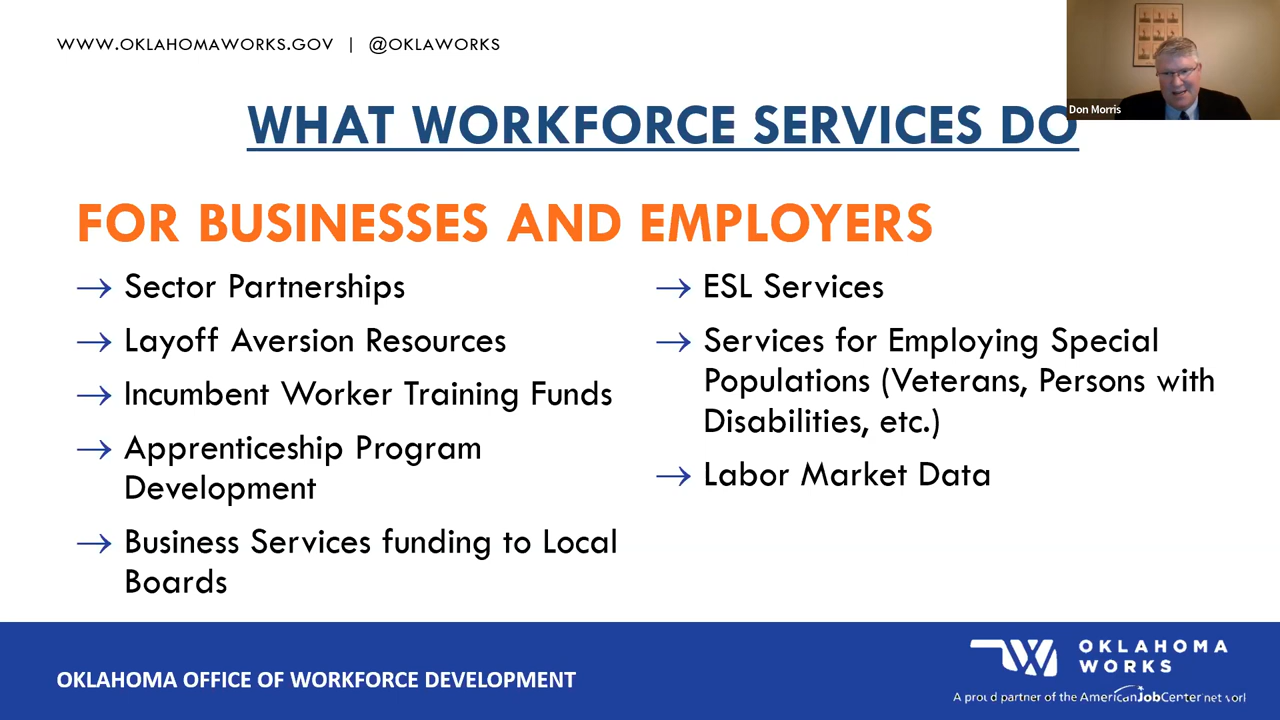 WWW.OKLAHOMAWORKS.GOV | @OKLAWORKS
Don Morris
WHAT WORKFORCE SERVICES DO
FOR BUSINESSES AND EMPLOYERS
→ Sector Partnerships
→ Layoff Aversion Resources
→ Incumbent Worker Training Funds
→ Apprenticeship Program
Development
→ Business Services funding to Local
Boards
→ ESL Services
→ Services for Employing Special
Populations (Veterans, Persons with
Disabilities, etc.)
→ Labor Market Data
OKLAHOMA OFFICE OF WORKFORCE DEVELOPMENT
OKLAHOMA
WORKS
A proud partner of the AmericanJobCenter network